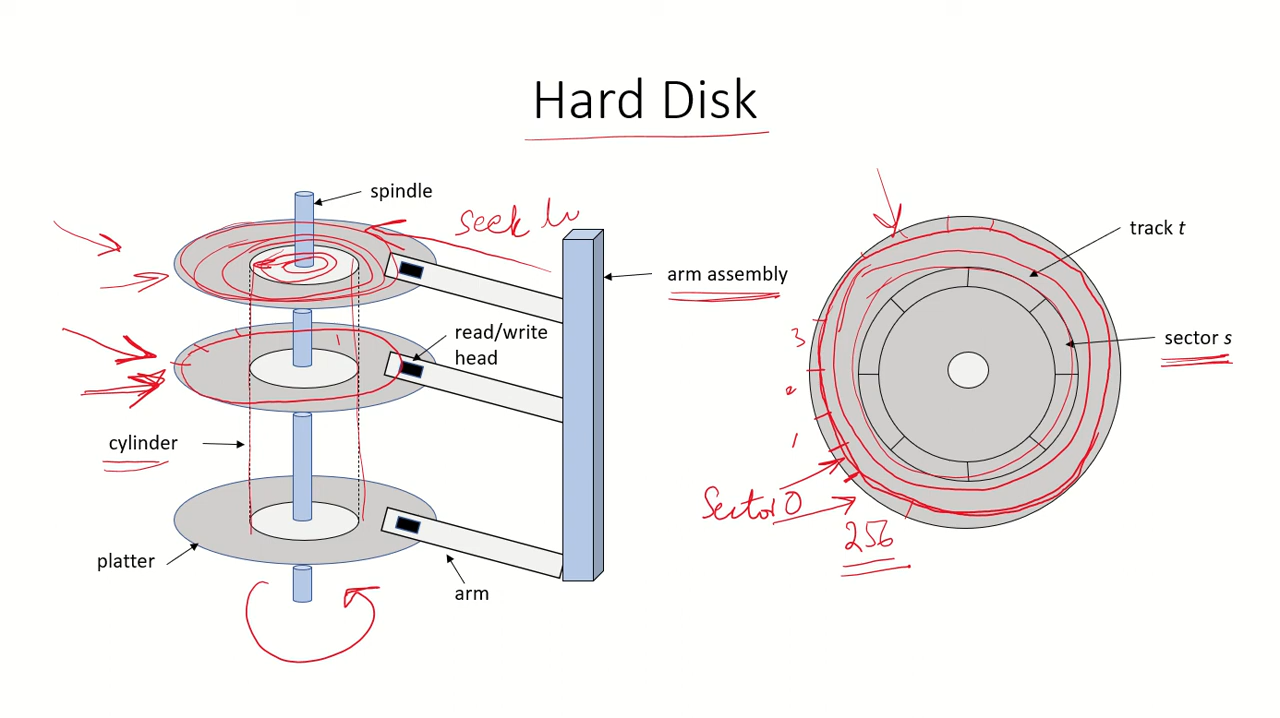 Hard Disk
spindle
seek
arm assembly
read/write
head
cylinder
platter
arm
track t
sector s
3
2
1
Sector 0
256